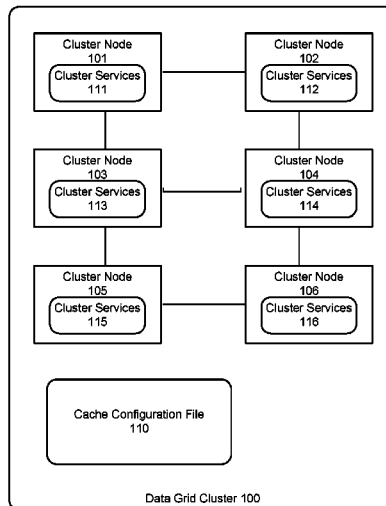 Cluster Node
101
Cluster Services
111
Cluster Node
102
Cluster Services
112
Cluster Node
103
Cluster Services
113
Cluster Node
104
Cluster Services
114
Cluster Node
105
Cluster Services
115
Cluster Node
106
Cluster Services
116
Cache Configuration File
110
Data Grid Cluster 100